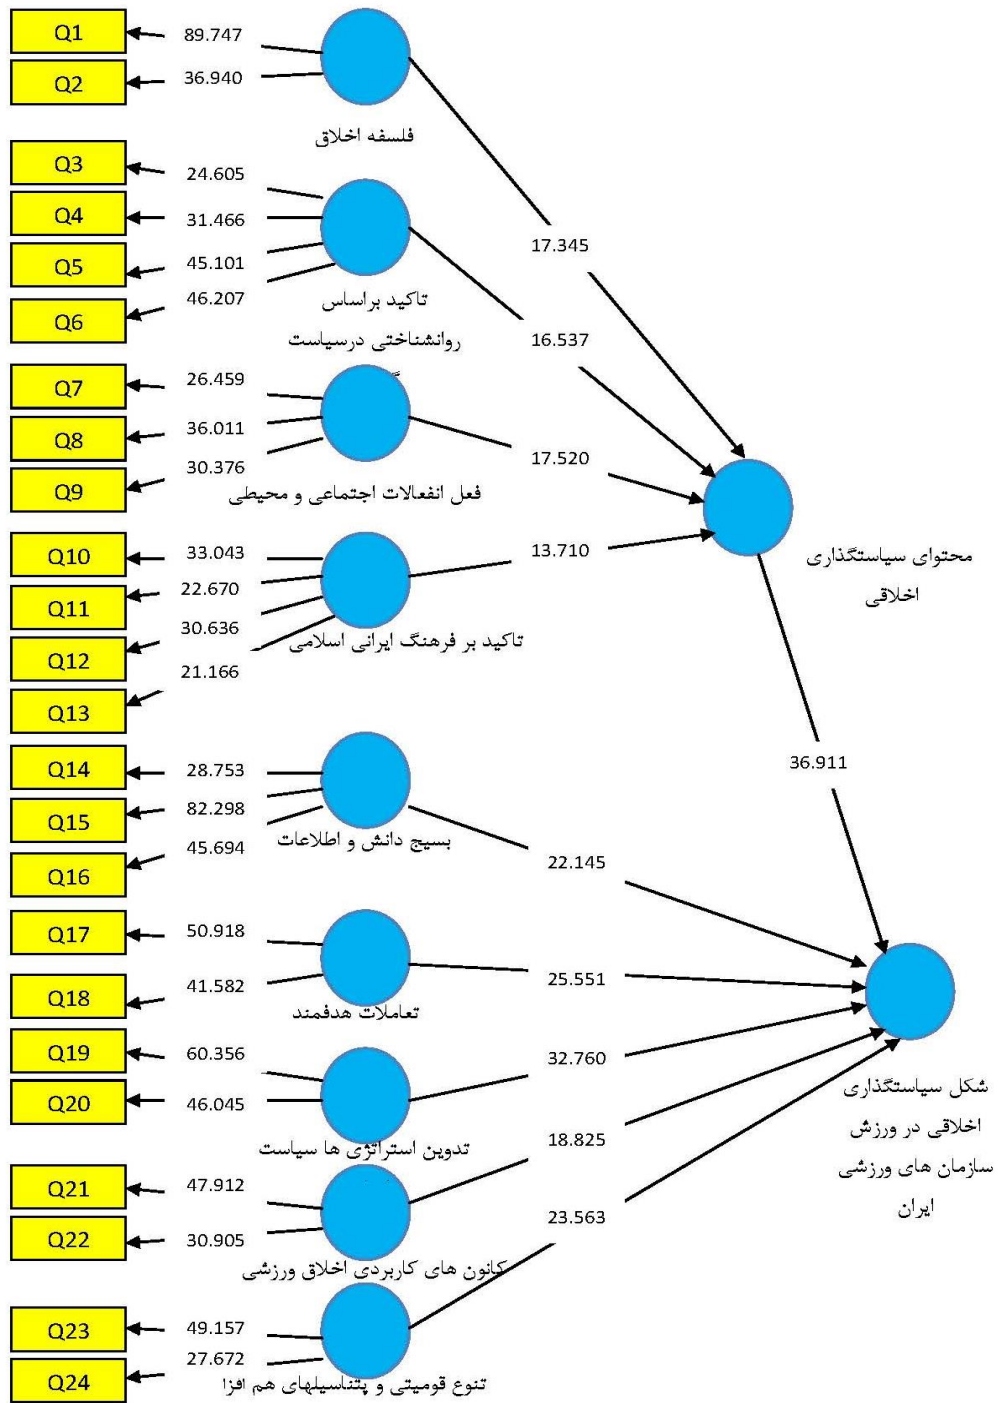 Q1
89.747
Q2
36.940
فلسفه اخلاق
17.345
Q3
24.605
Q4
31.466
Q5
45.101
Q6
46.207
تاکید براساس
روانشناختی درسیاست
16.537
Q7
26.459
Q8
36.011
Q9
30.376
فعل انفعالات اجتماعی و محیطی
17.520
Q10
33.043
Q11
22.670
Q12
30.636
Q13
21.166
تاکید بر فرهنگ ایرانی اسلامی
13.710
محتوای سیاستگذاری
اخلاقی
36.911
Q14
28.753
Q15
82.298
Q16
45.694
بسیج دانش و اطلاعات
22.145
Q17
50.918
Q18
41.582
تعاملات هدفمند
25.551
Q19
60.356
Q20
46.045
تدوین استراتژی ها سیاست
32.760
Q21
47.912
Q22
30.905
کانون های کاربردی اخلاق ورزشی
18.825
Q23
49.157
Q24
27.672
تنوع قومیتی و پتناسیلهای هم افزا
23.563
شکل سیاستگذاری
اخلاقی در ورزش
سازمان های ورزشی
ایران